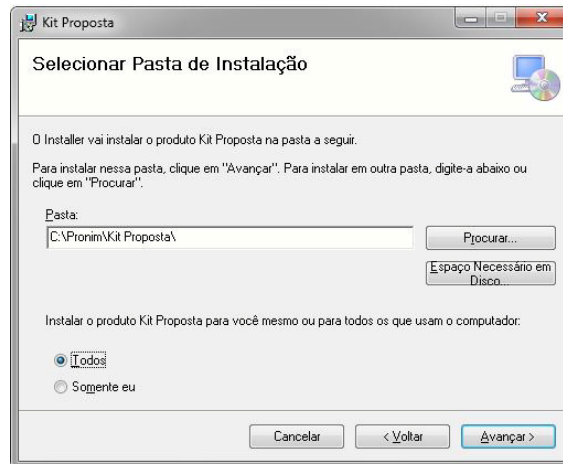 Kit Proposta
Selecionar Pasta de Instalação
O Installer vai instalar o produto Kit Proposta na pasta a seguir.
Para instalar nessa pasta, clique em "Avançar". Para instalar em outra pasta, digite-a abaixo ou
clique em "Procurar".
Pasta:
C:\Pronim\Kit Proposta\
Procurar...
Espaço Necessário em
Disco...
Instalar o produto Kit Proposta para você mesmo ou para todos os que usam o computador:
Todos
Somente eu
Cancelar
< Voltar
Avançar >